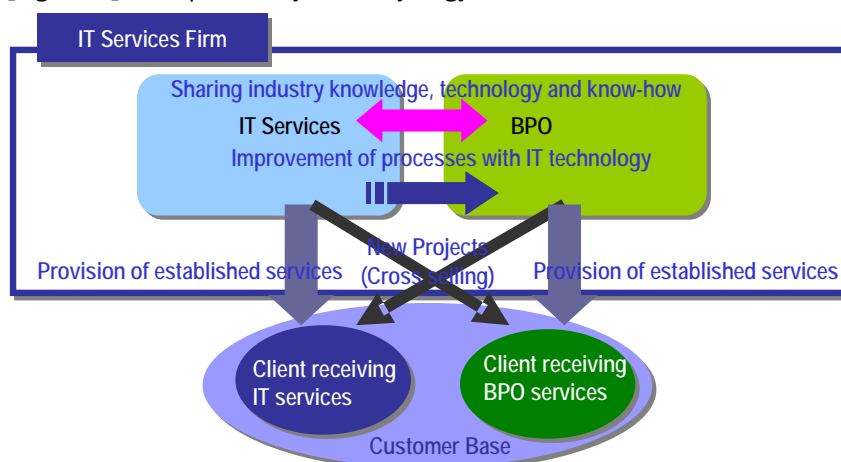 IT Services Firm
Sharing industry knowledge, technology and know-how
IT Services
BPO
Improvement of processes with IT technology
New Projects
(Cross selling)
Provision of established services
Provision of established services
Client receiving
IT services
Client receiving
BPO services
Customer Base